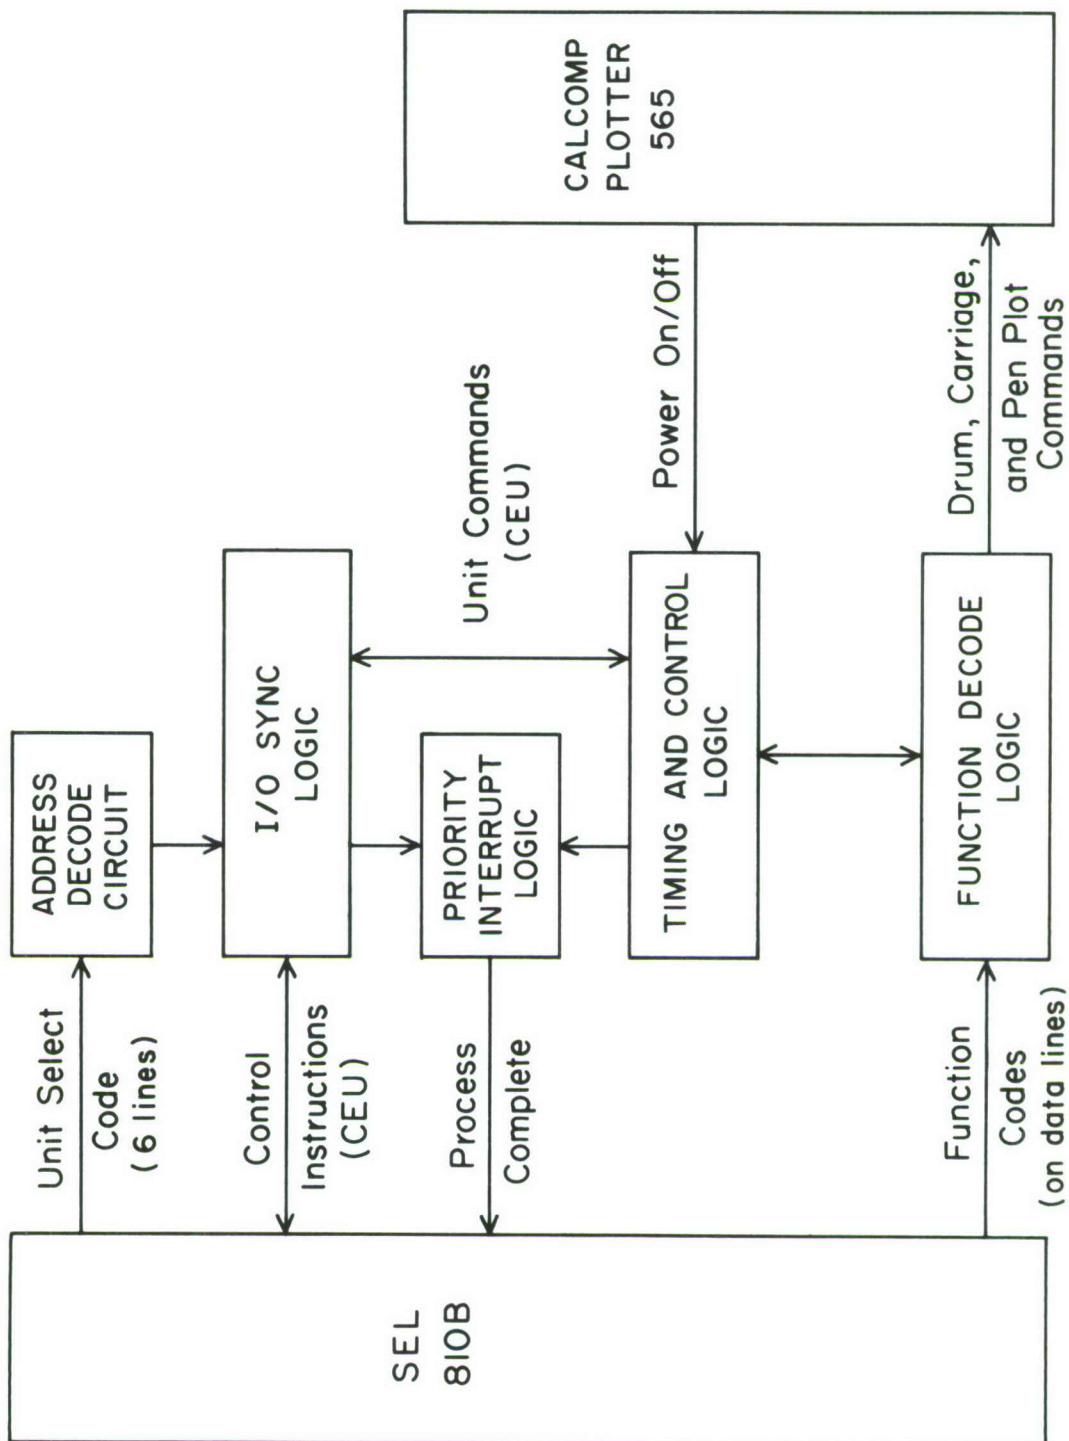 SEL
810B
Unit Select
Code
(6 lines)
Control
Instructions
(CEU)
Process
Complete
Function
Codes
(on data lines)
ADDRESS
DECODE
CIRCUIT
I/O SYNC
LOGIC
PRIORITY
INTERRUPT
LOGIC
TIMING AND CONTROL
LOGIC
FUNCTION DECODE
LOGIC
Unit Commands
(CEU)
Power On/Off
Drum, Carriage,
and Pen Plot
Commands
CALCOMP
PLOTTER
565